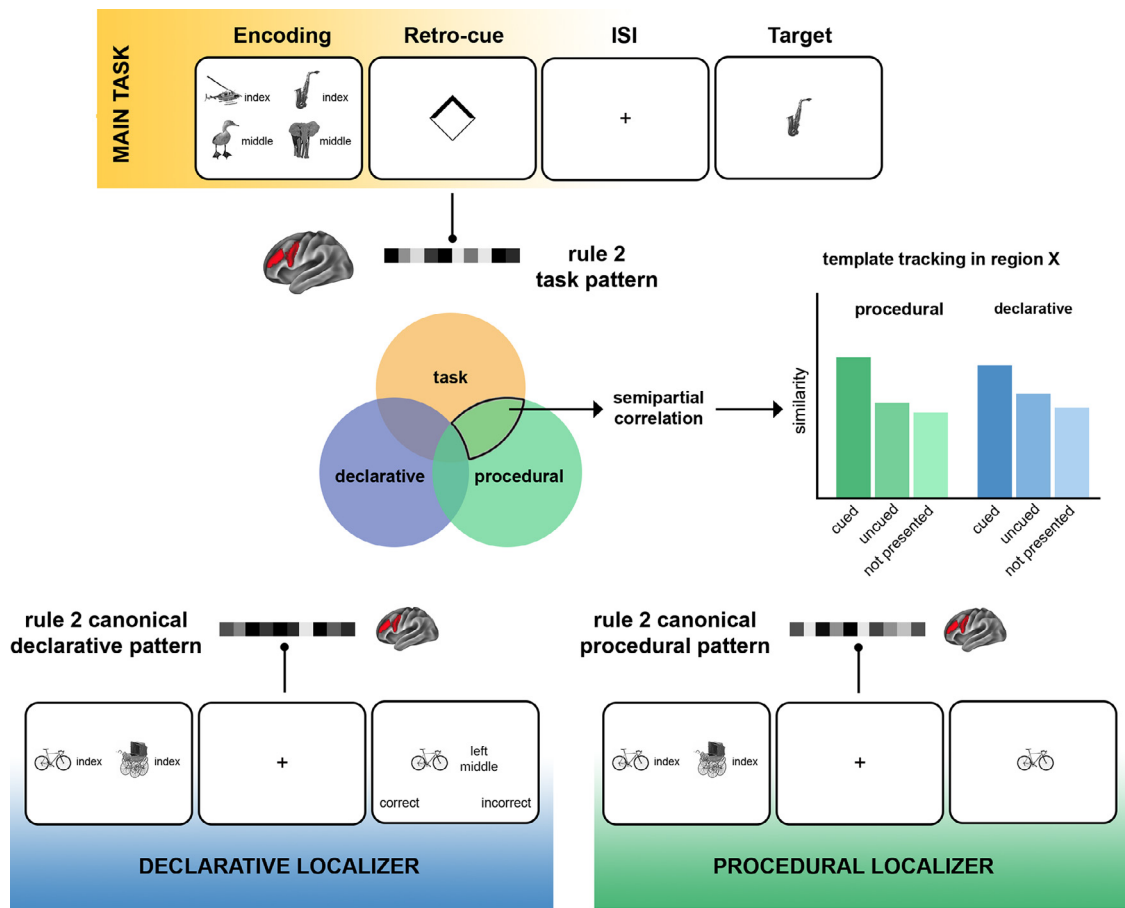 MAIN TASK
Encoding
Retro-cue
ISI
Target
index
index
middle
middle
+
rule 2
task pattern
template tracking in region X
procedural
declarative
similarity
cued
uncued
not presented
cued
uncued
not presented
task
declarative
procedural
semipartial
correlation
rule 2 canonical
declarative pattern
rule 2 canonical
procedural pattern
index
index
+
left
middle
correct
incorrect
DECLARATIVE LOCALIZER
index
index
+
PROCEDURAL LOCALIZER